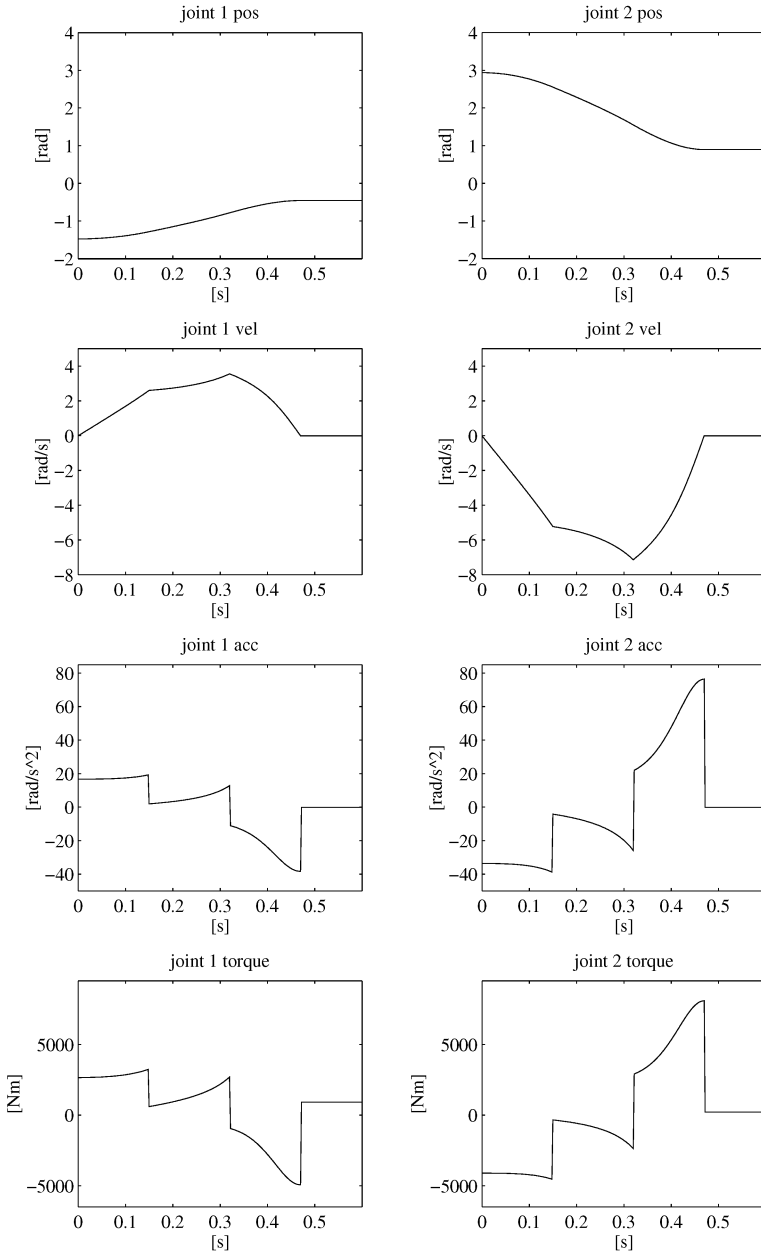 joint 1 pos
4
3
2
1
0
−1
−2
[rad]
0 0.1 0.2 0.3 0.4 0.5
[s]
joint 2 pos
4
3
2
1
0
−1
−2
[rad]
0 0.1 0.2 0.3 0.4 0.5
[s]
joint 1 vel
4
2
0
−2
−4
−6
−8
[rad/s]
0 0.1 0.2 0.3 0.4 0.5
[s]
joint 2 vel
4
2
0
−2
−4
−6
−8
[rad/s]
0 0.1 0.2 0.3 0.4 0.5
[s]
joint 1 acc
80
60
40
20
0
−20
−40
[rad/s^2]
0 0.1 0.2 0.3 0.4 0.5
[s]
joint 2 acc
80
60
40
20
0
−20
−40
[rad/s^2]
0 0.1 0.2 0.3 0.4 0.5
[s]
joint 1 torque
5000
0
−5000
[Nm]
0 0.1 0.2 0.3 0.4 0.5
[s]
joint 2 torque
5000
0
−5000
[Nm]
0 0.1 0.2 0.3 0.4 0.5
[s]